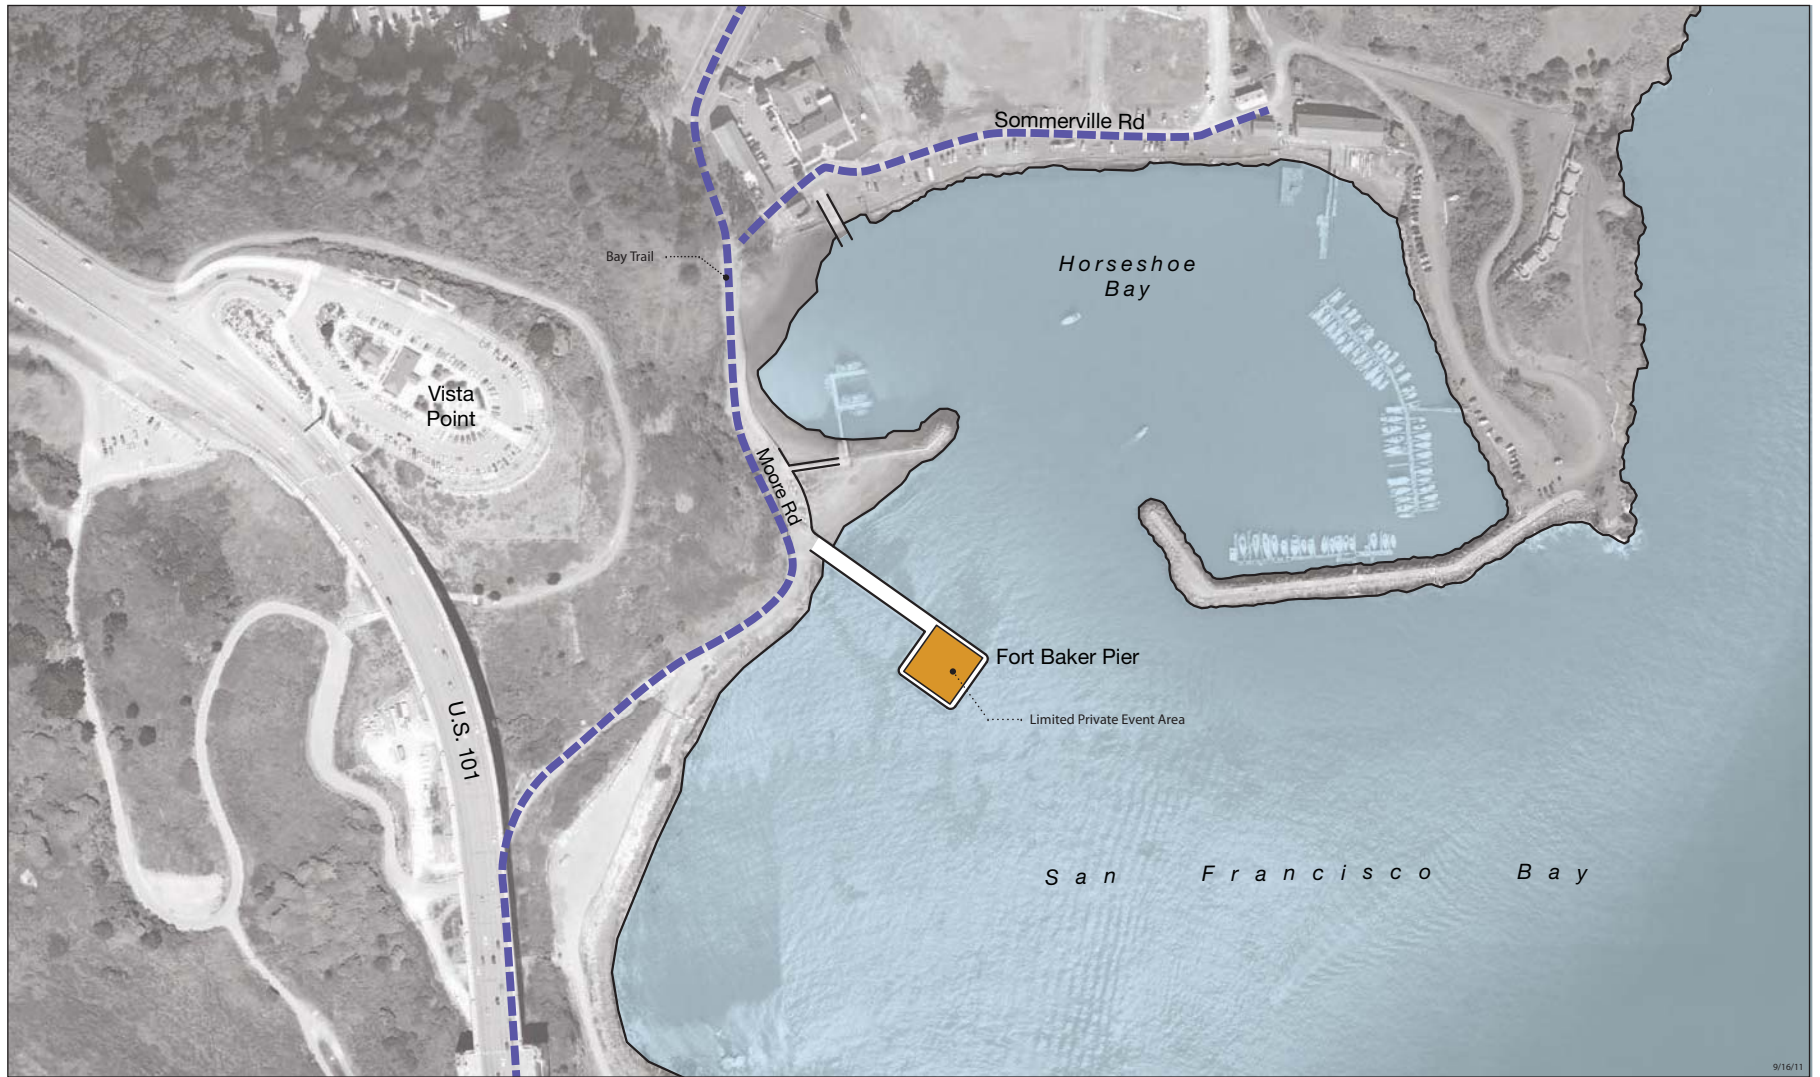 Sommerville Rd
Bay Trail
Horseshoe
Bay
Vista
Point
Moore Rd
Fort Baker Pier
Limited Private Event Area
U.S. 101
San Francisco Bay
9/16/11